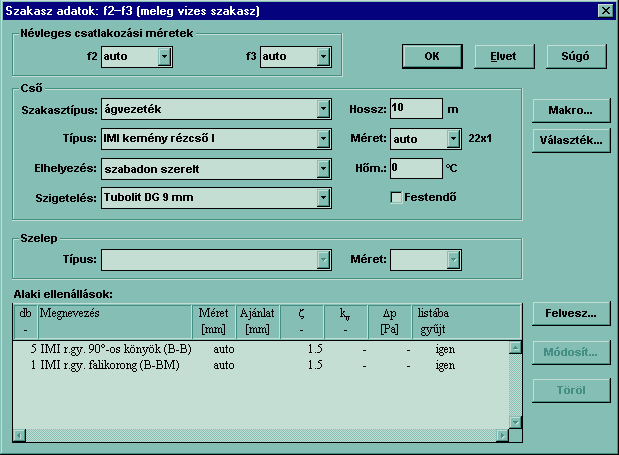 Szakasz adatok: f2–f3 (meleg vizes szakasz)
Névleges csatlakozási méretek
f2 auto f3 auto
OK Elvet Súgó
Cső
Szakasztípus: ágvezeték Hossz: 10 m
Makro...
Típus: IMI kemény rézcső I Méret: auto 22x1
Választék...
Elhelyezés: szabadon szerelt Hőm.: 0 °C
Szigetelés: Tubolit DG 9 mm Festendő
Szelep
Típus: Méret:
Alaki ellenállások:
db Megnevezés Méret Ajánlat ζ kv Δp listába
- [mm] [mm] - - [Pa] gyűjt
5 IMI r.gy. 90°-os könyök (B-B) auto 1.5 - - igen
1 IMI r.gy. falikorong (B-BM) auto 1.5 - - igen
Felvesz...
Módosít...
Töröl